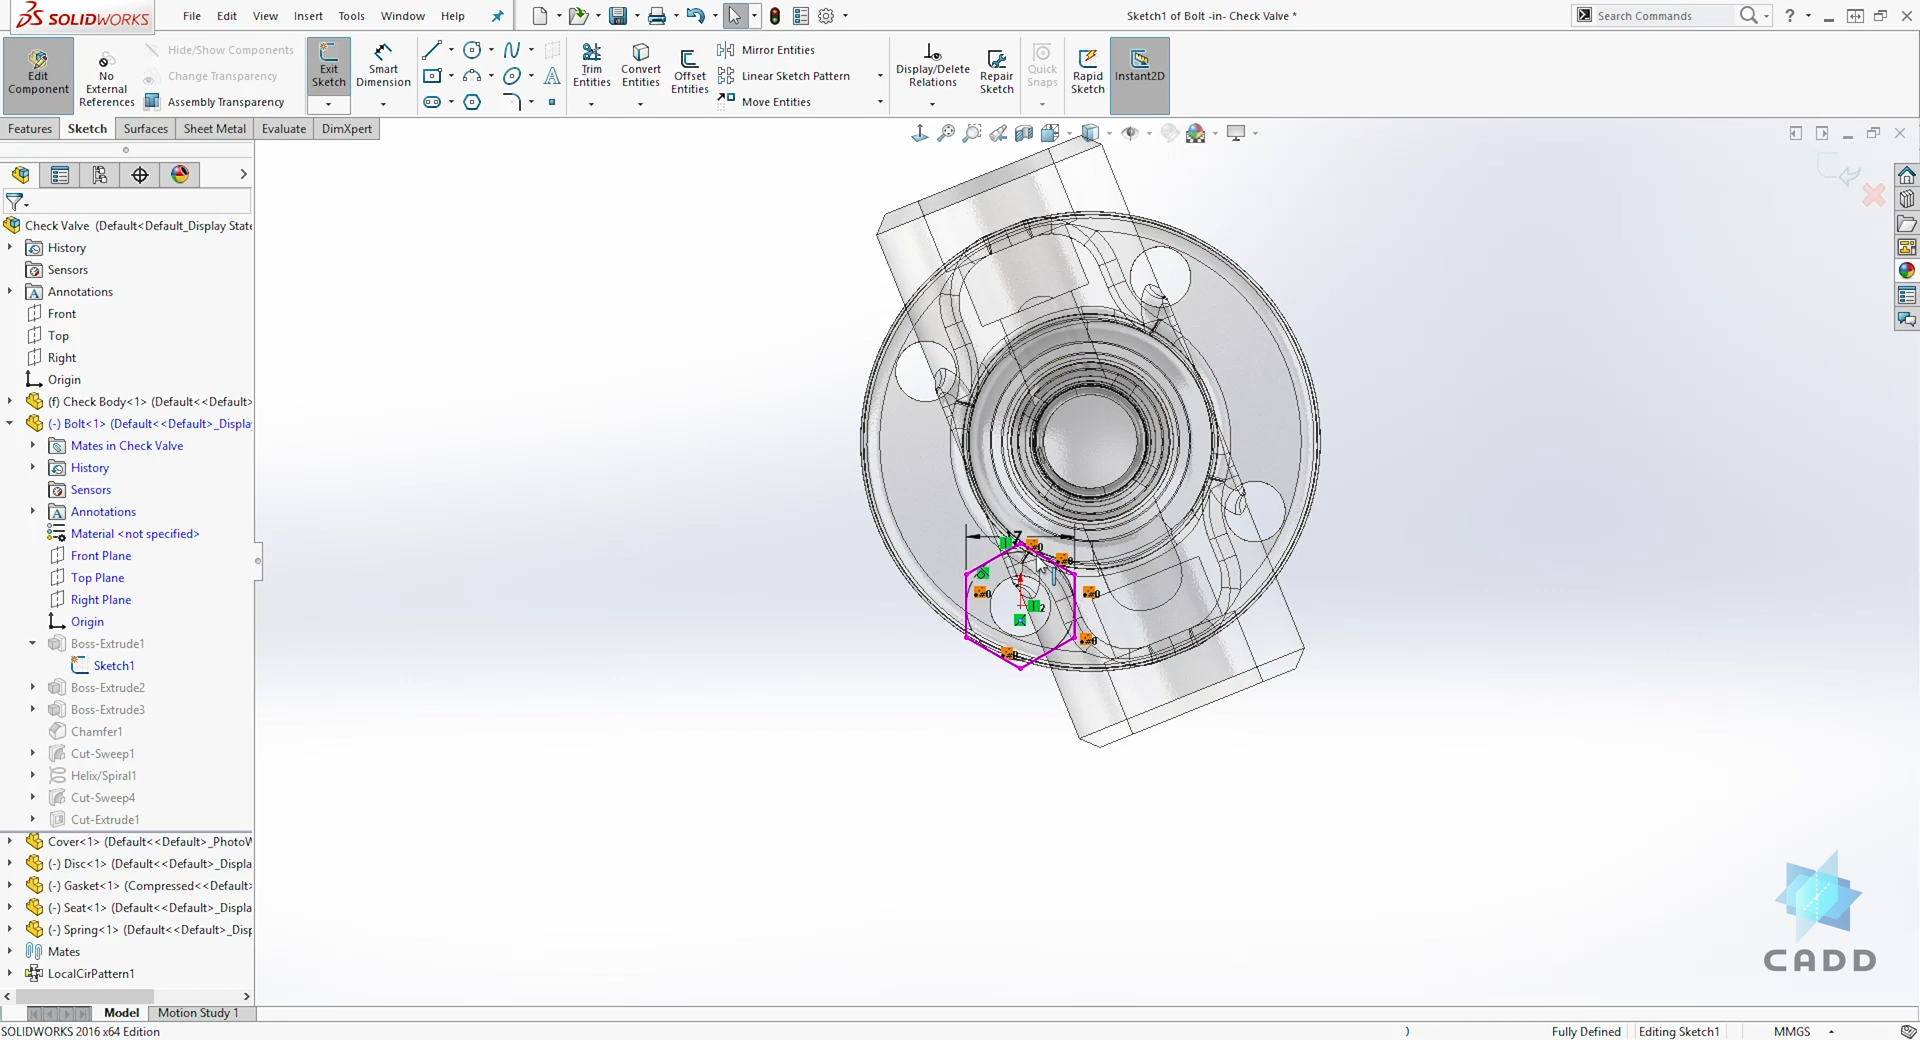 SOLIDWORKS
File Edit View Insert Tools Window Help
Sketch1 of Bolt -in- Check Valve *
Search Commands
Edit Component
No External References
Hide/Show Components
Change Transparency
Assembly Transparency
Exit Sketch
Smart Dimension
Trim Entities
Convert Entities
Offset Entities
Mirror Entities
Linear Sketch Pattern
Move Entities
Display/Delete Relations
Repair Sketch
Quick Snaps
Rapid Sketch
Instant2D
Features Sketch Surfaces Sheet Metal Evaluate DimXpert
Check Valve (Default<Default_Display State
History
Sensors
Annotations
Front
Top
Right
Origin
(f) Check Body<1> (Default<<Default>
(-) Bolt<1> (Default<<Default>_Displa
Mates in Check Valve
History
Sensors
Annotations
Material <not specified>
Front Plane
Top Plane
Right Plane
Origin
Boss-Extrude1
Sketch1
Boss-Extrude2
Boss-Extrude3
Chamfer1
Cut-Sweep1
Helix/Spiral1
Cut-Sweep4
Cut-Extrude1
Cover<1> (Default<<Default>_PhotoW
(-) Disc<1> (Default<<Default>_Displa
(-) Gasket<1> (Compressed<<Default>
(-) Seat<1> (Default<<Default>_Displa
(-) Spring<1> (Default<<Default>_Disp
Mates
LocalCirPattern1
CADD
Model Motion Study 1
SOLIDWORKS 2016 x64 Edition
) Fully Defined Editing Sketch1 MMGS